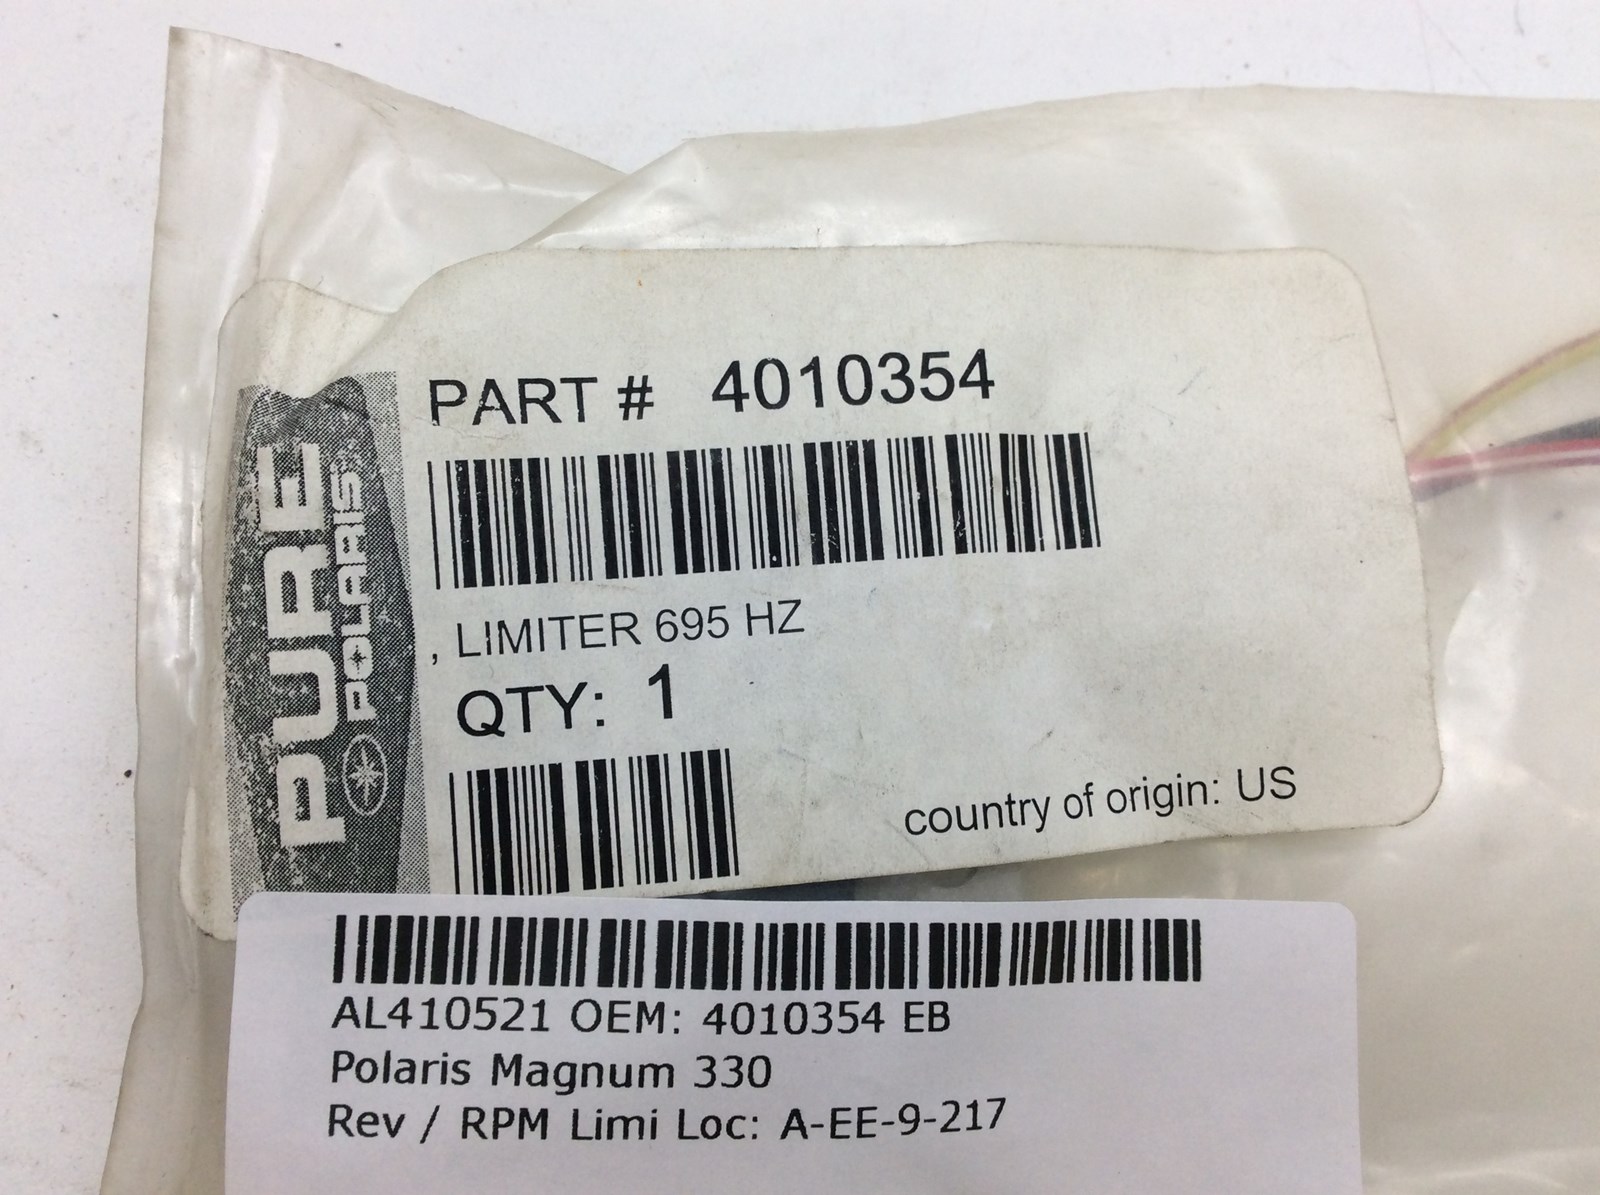 PURE
POLARIS
PART # 4010354
, LIMITER 695 HZ
QTY: 1
country of origin: US
AL410521 OEM: 4010354 EB
Polaris Magnum 330
Rev / RPM Limi Loc: A-EE-9-217